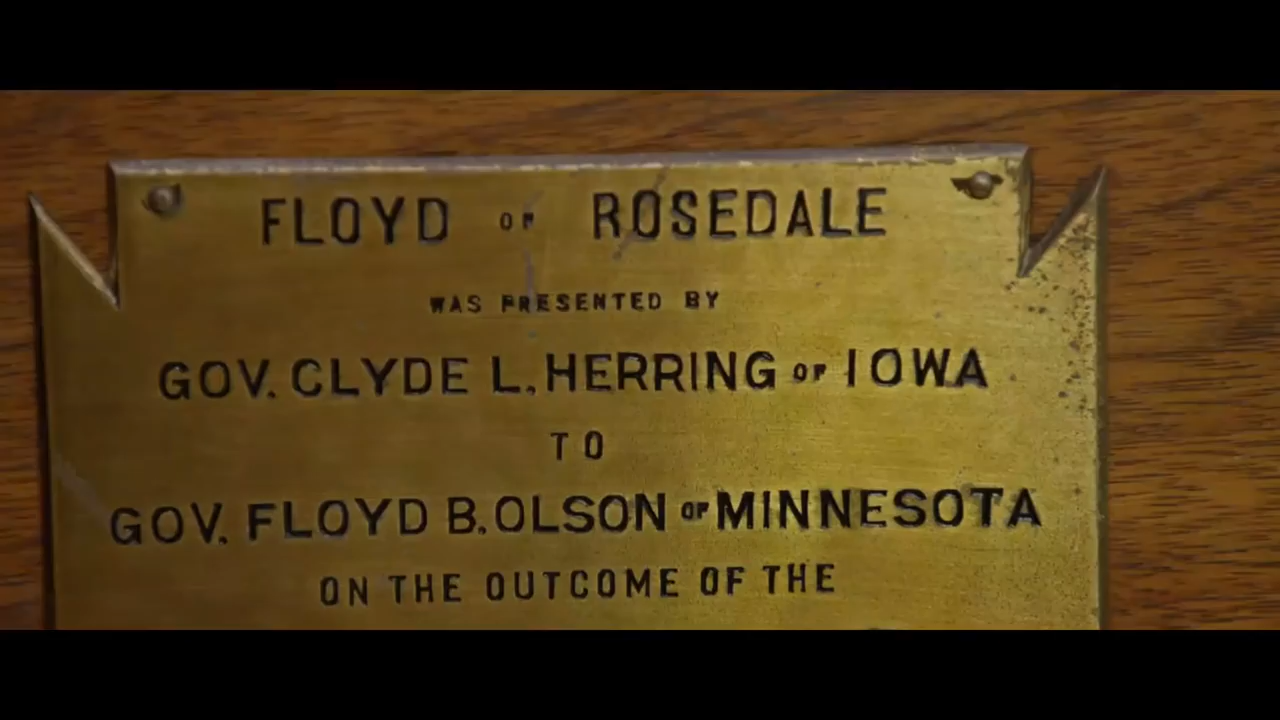 FLOYD OF ROSEDALE
WAS PRESENTED BY
GOV. CLYDE L. HERRING OF IOWA
TO
GOV. FLOYD B. OLSON OF MINNESOTA
ON THE OUTCOME OF THE